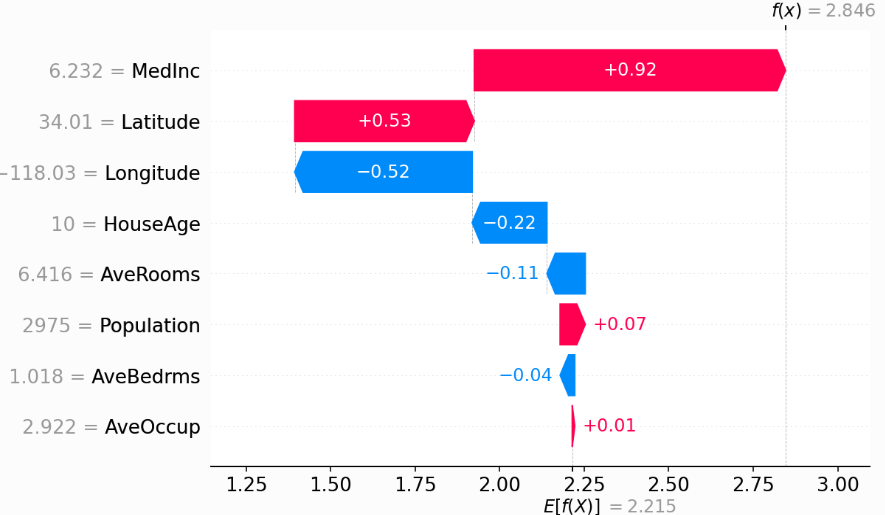 f(x) = 2.846
6.232 = MedInc
+0.92
34.01 = Latitude
+0.53
−118.03 = Longitude
−0.52
10 = HouseAge
−0.22
6.416 = AveRooms
−0.11
2975 = Population
+0.07
1.018 = AveBedrms
−0.04
2.922 = AveOccup
+0.01
1.25 1.50 1.75 2.00 2.25 2.50 2.75 3.00
E[f(X)] = 2.215